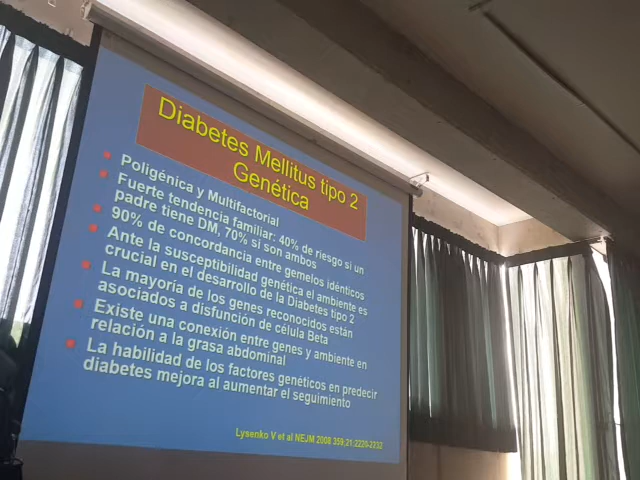 Diabetes Mellitus tipo 2
Genética
Poligénica y Multifactorial
Fuerte tendencia familiar: 40% de riesgo si un
padre tiene DM, 70% si son ambos
90% de concordancia entre gemelos idénticos
Ante la susceptibilidad genética el ambiente es
crucial en el desarrollo de la Diabetes tipo 2
La mayoría de los genes reconocidos están
asociados a disfunción de célula Beta
Existe una conexión entre genes y ambiente en
relación a la grasa abdominal
La habilidad de los factores genéticos en predecir
diabetes mejora al aumentar el seguimiento
Lysenko V et al NEJM 2008 359;21:2220-2232